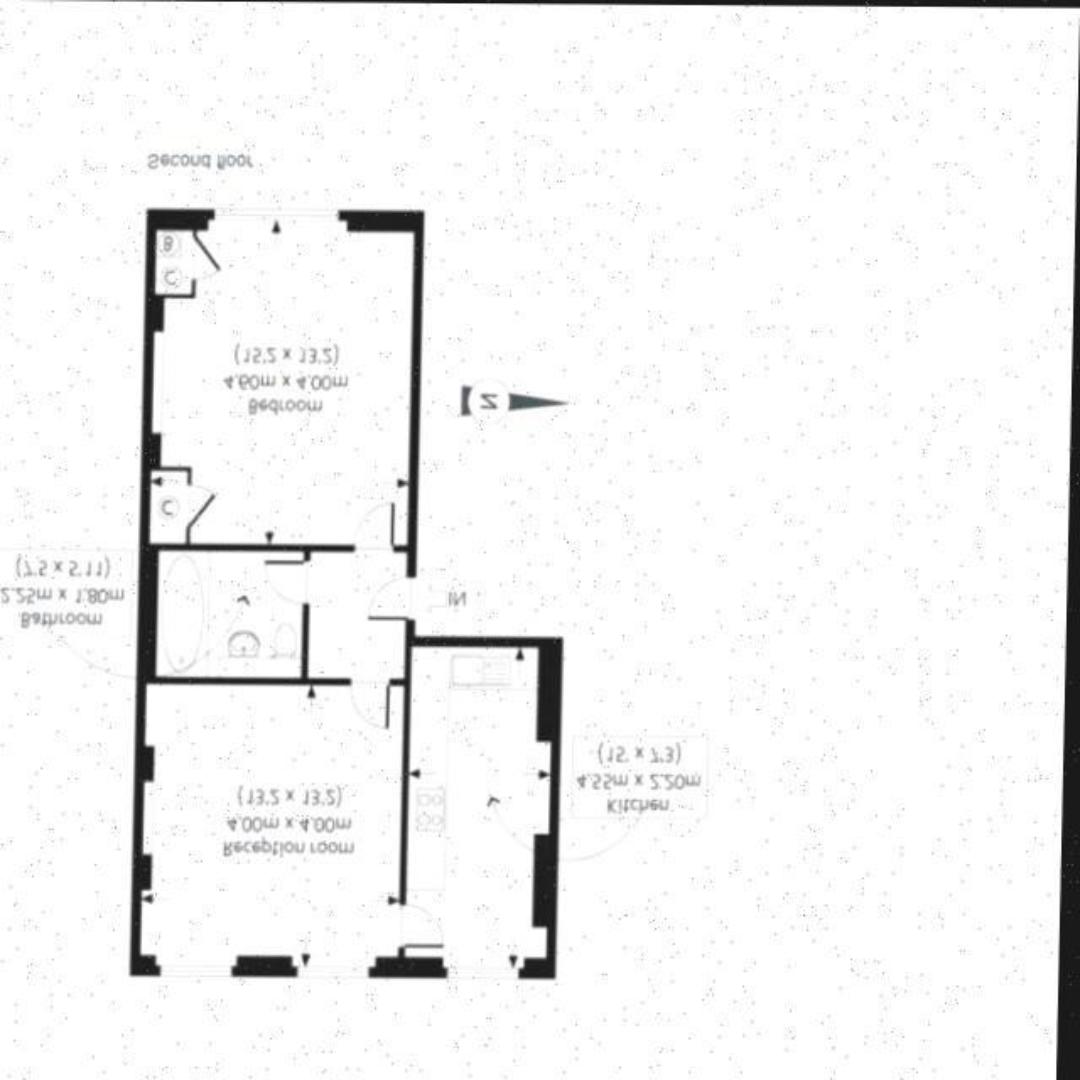 Reception room
4.00m x 4.00m
(13'2 x 13'2)
Kitchen
4.55m x 2.20m
(15' x 7'3)
Bathroom
2.25m x 1.80m
(7'5 x 5'11)
IN
C
Bedroom
4.60m x 4.00m
(15'2 x 13'2)
N
C
B
Second floor